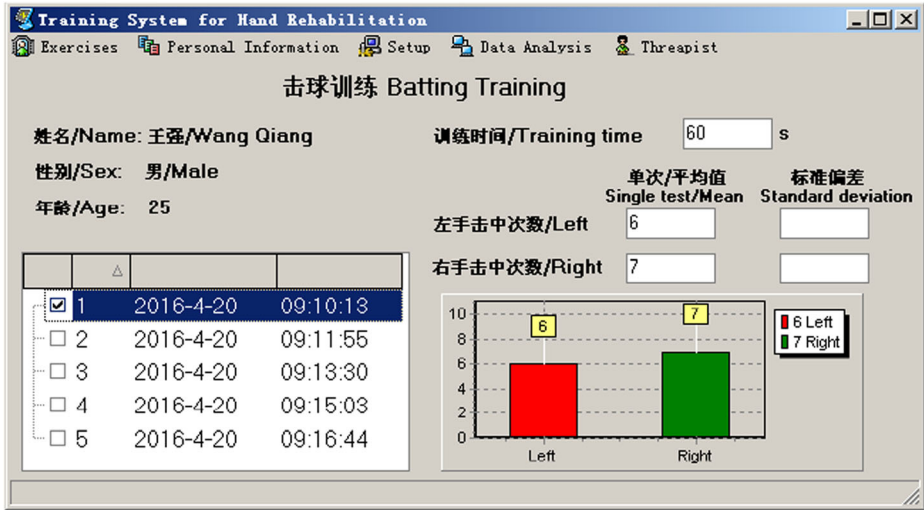 Training System for Hand Rehabilitation
Exercises Personal Information Setup Data Analysis Threapist
击球训练 Batting Training
姓名/Name: 王强/Wang Qiang
性别/Sex: 男/Male
年龄/Age: 25
训练时间/Training time 60 s
单次/平均值 标准偏差
Single test/Mean Standard deviation
左手击中次数/Left 6
右手击中次数/Right 7
1 2016-4-20 09:10:13
2 2016-4-20 09:11:55
3 2016-4-20 09:13:30
4 2016-4-20 09:15:03
5 2016-4-20 09:16:44
10
8
6
4
2
0
6
7
Left Right
6 Left
7 Right